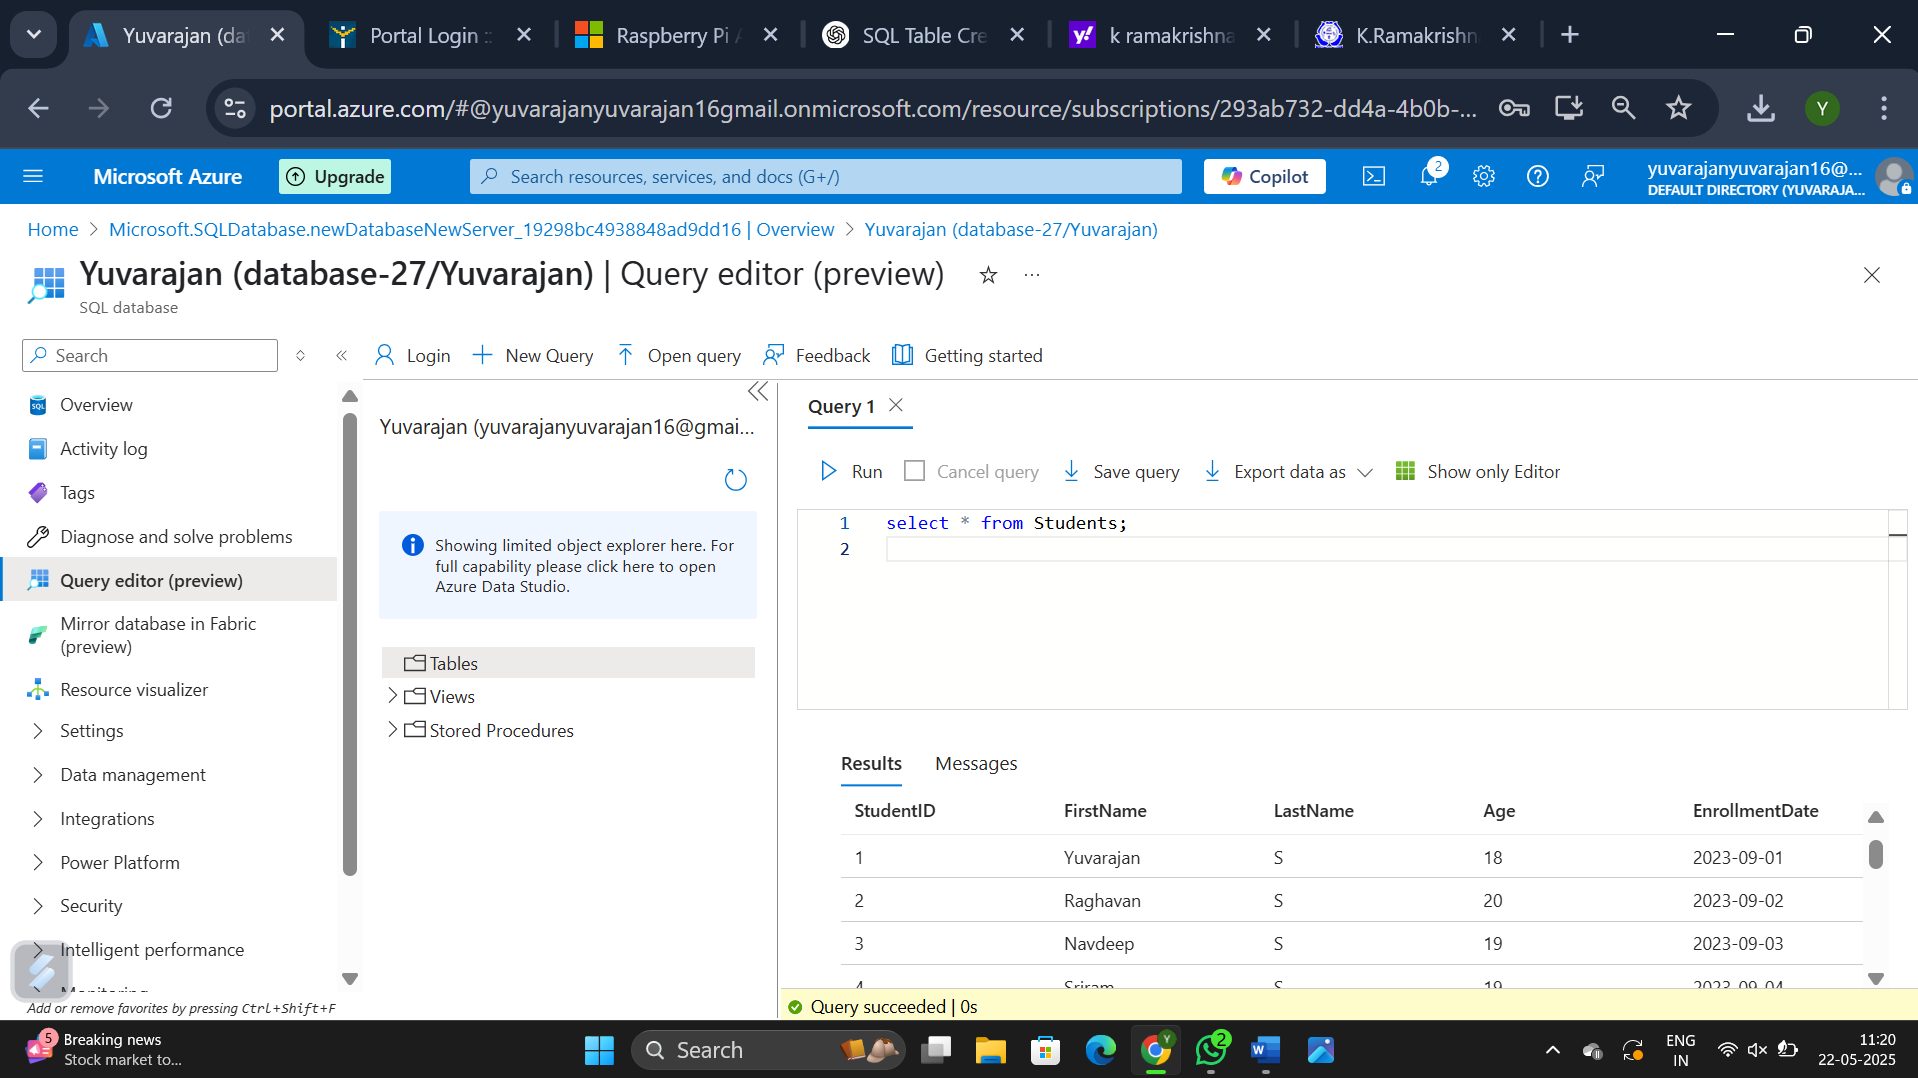 Yuvarajan (da
Portal Login ::
Raspberry Pi A
SQL Table Cre
k ramakrishna
K.Ramakrishn
portal.azure.com/#@yuvarajanyuvarajan16gmail.onmicrosoft.com/resource/subscriptions/293ab732-dd4a-4b0b-...
Y
Microsoft Azure
Upgrade
Search resources, services, and docs (G+/)
Copilot
2
yuvarajanyuvarajan16@...
DEFAULT DIRECTORY (YUVARAJA...
Home > Microsoft.SQLDatabase.newDatabaseNewServer_19298bc4938848ad9dd16 | Overview > Yuvarajan (database-27/Yuvarajan)
Yuvarajan (database-27/Yuvarajan) | Query editor (preview)
SQL database
Search
Login
New Query
Open query
Feedback
Getting started
Overview
Activity log
Tags
Diagnose and solve problems
Query editor (preview)
Mirror database in Fabric
(preview)
Resource visualizer
Settings
Data management
Integrations
Power Platform
Security
Intelligent performance
Monitoring
Add or remove favorites by pressing Ctrl+Shift+F
Yuvarajan (yuvarajanyuvarajan16@gmai...
Showing limited object explorer here. For
full capability please click here to open
Azure Data Studio.
Tables
Views
Stored Procedures
Query 1
Run
Cancel query
Save query
Export data as
Show only Editor
1 select * from Students;
2
Results Messages
StudentID FirstName LastName Age EnrollmentDate
1 Yuvarajan S 18 2023-09-01
2 Raghavan S 20 2023-09-02
3 Navdeep S 19 2023-09-03
4 Sriram S 19 2023-09-04
Query succeeded | 0s
5
Breaking news
Stock market to...
Search
Y
2
W
ENG
IN
11:20
22-05-2025